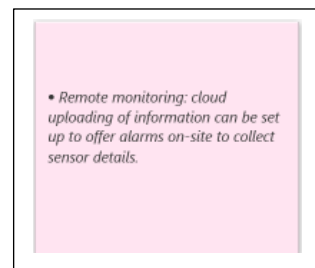 • Remote monitoring: cloud
uploading of information can be set
up to offer alarms on-site to collect
sensor details.